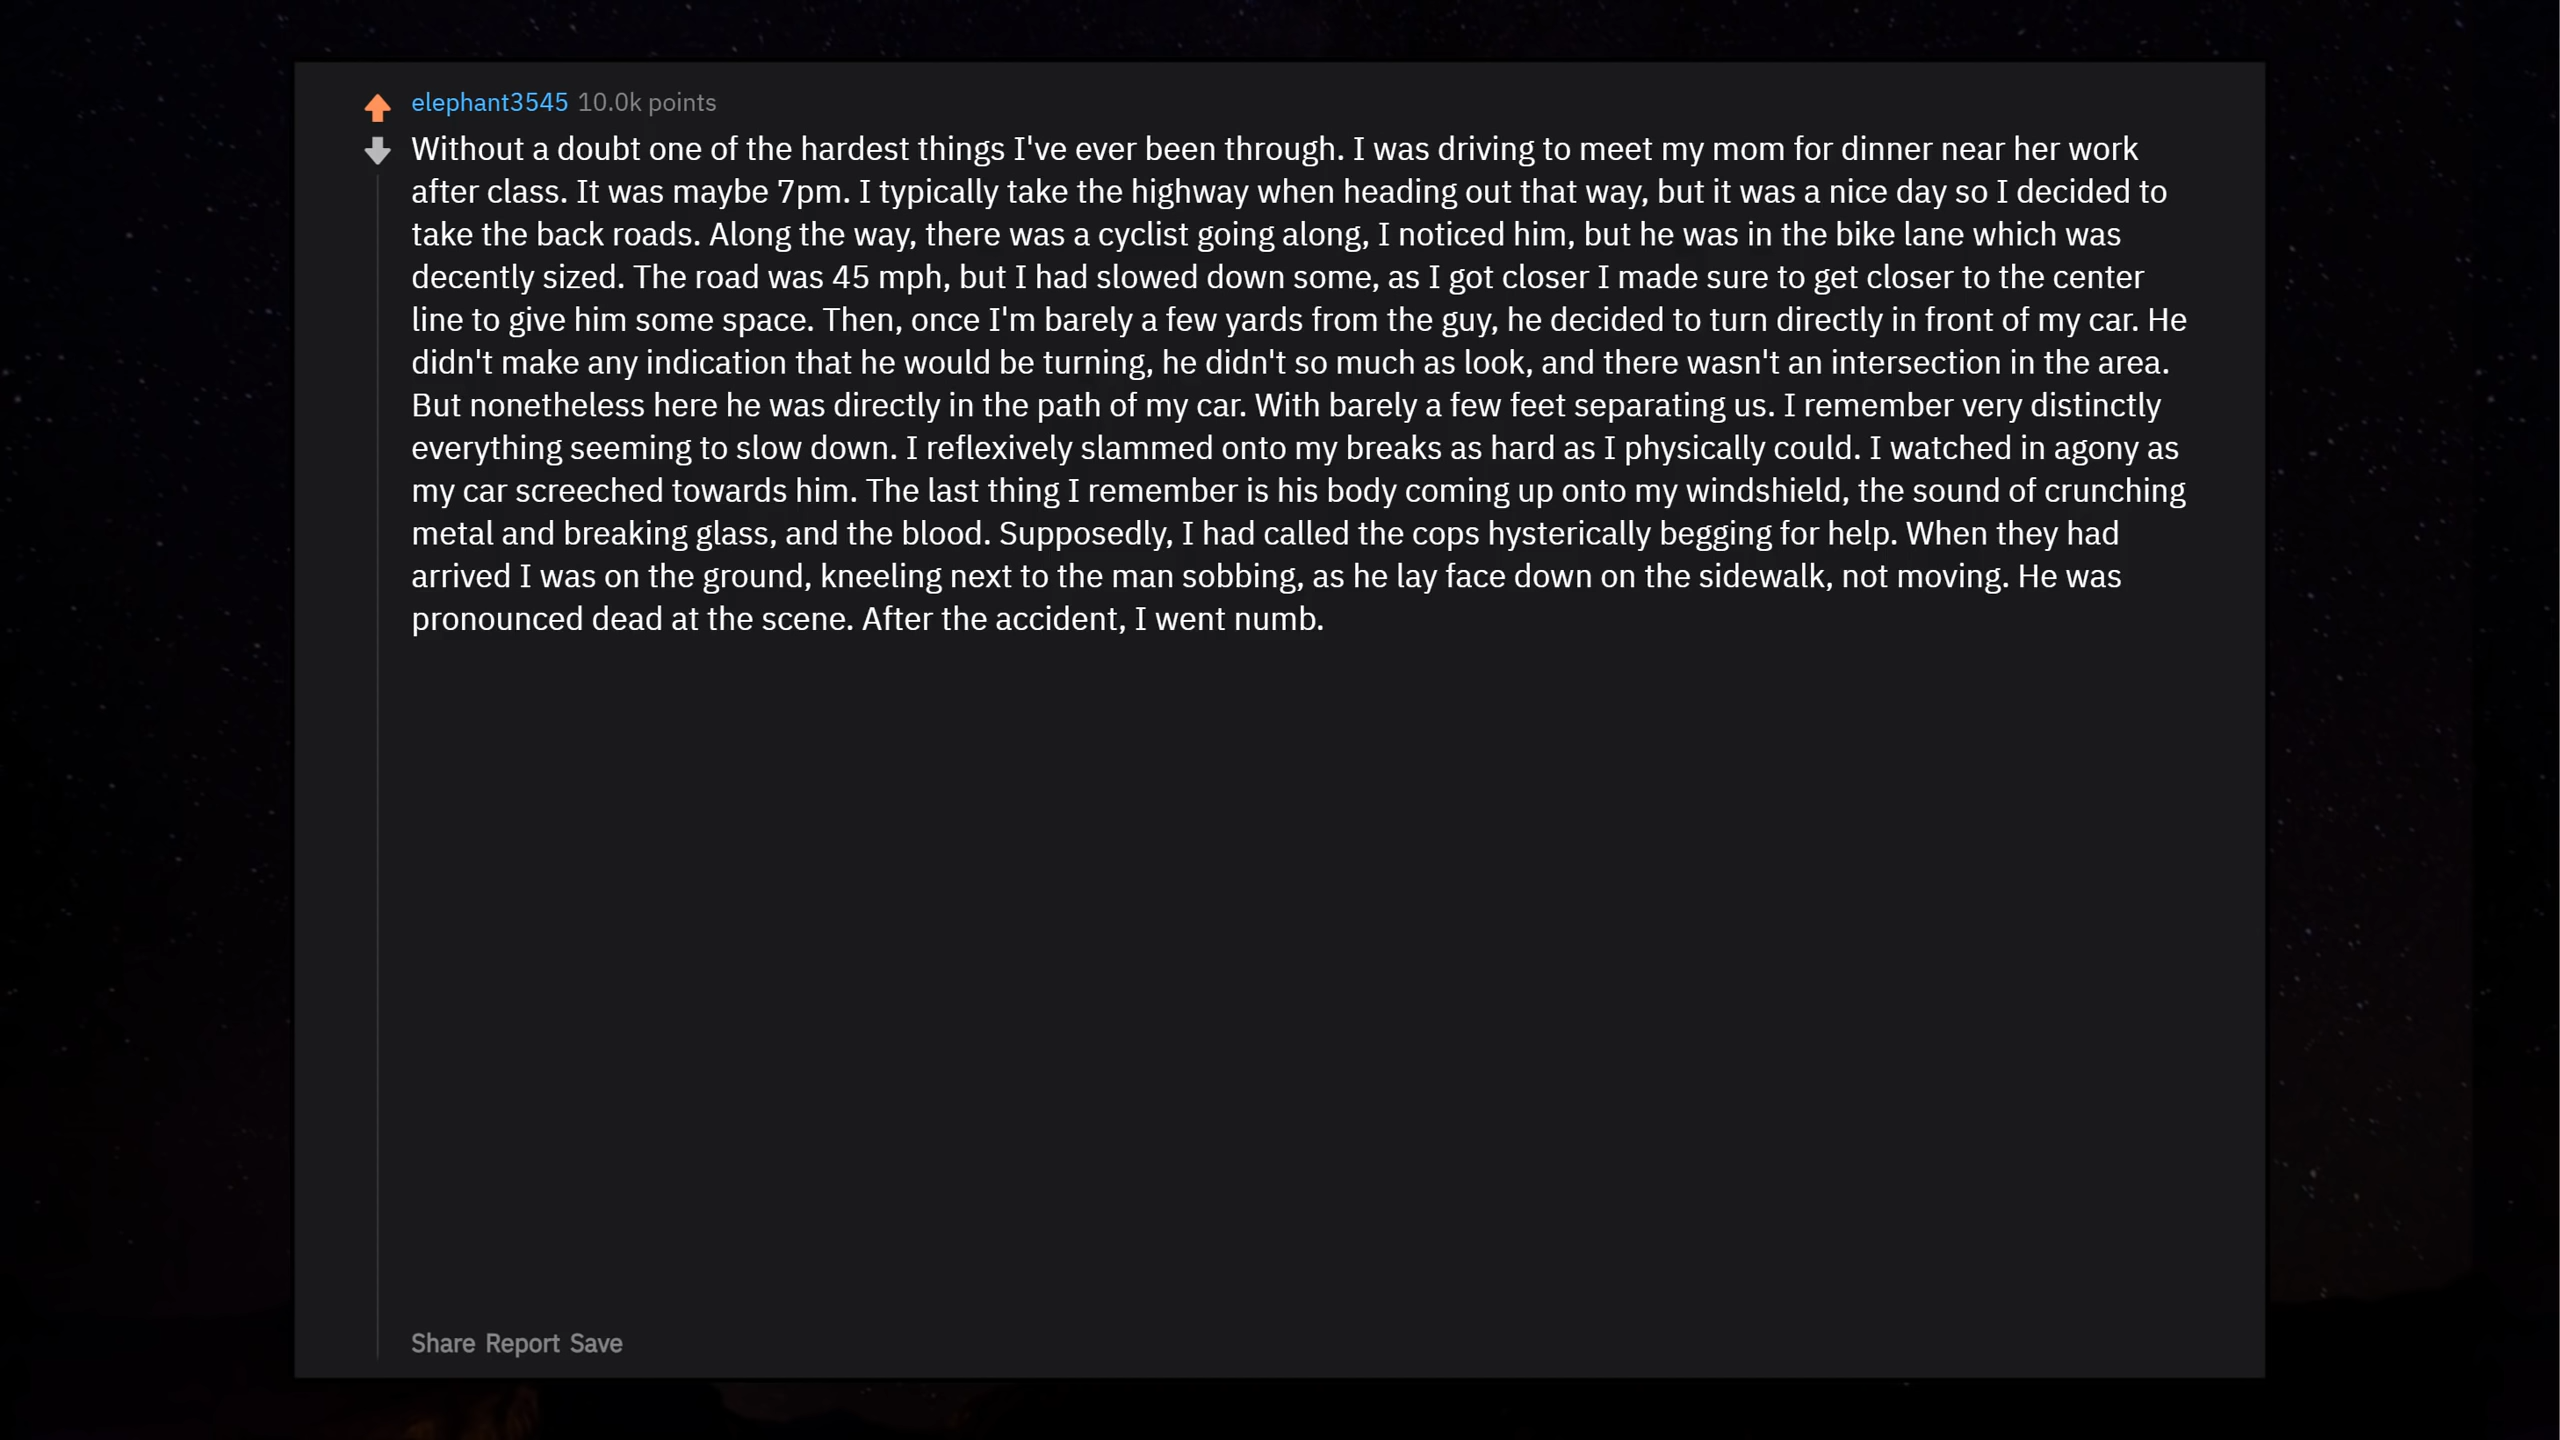 elephant3545 10.0k points
Without a doubt one of the hardest things I've ever been through. I was driving to meet my mom for dinner near her work
after class. It was maybe 7pm. I typically take the highway when heading out that way, but it was a nice day so I decided to
take the back roads. Along the way, there was a cyclist going along, I noticed him, but he was in the bike lane which was
decently sized. The road was 45 mph, but I had slowed down some, as I got closer I made sure to get closer to the center
line to give him some space. Then, once I'm barely a few yards from the guy, he decided to turn directly in front of my car. He
didn't make any indication that he would be turning, he didn't so much as look, and there wasn't an intersection in the area.
But nonetheless here he was directly in the path of my car. With barely a few feet separating us. I remember very distinctly
everything seeming to slow down. I reflexively slammed onto my breaks as hard as I physically could. I watched in agony as
my car screeched towards him. The last thing I remember is his body coming up onto my windshield, the sound of crunching
metal and breaking glass, and the blood. Supposedly, I had called the cops hysterically begging for help. When they had
arrived I was on the ground, kneeling next to the man sobbing, as he lay face down on the sidewalk, not moving. He was
pronounced dead at the scene. After the accident, I went numb.
Share Report Save